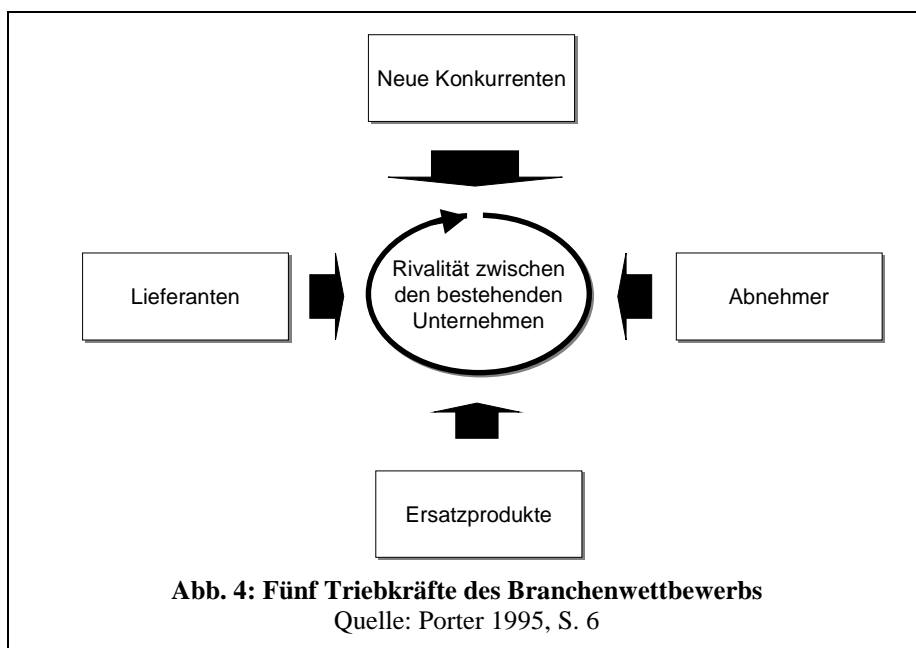 Neue Konkurrenten
Lieferanten
Rivalität zwischen
den bestehenden
Unternehmen
Abnehmer
Ersatzprodukte
Abb. 4: Fünf Triebkräfte des Branchenwettbewerbs
Quelle: Porter 1995, S. 6